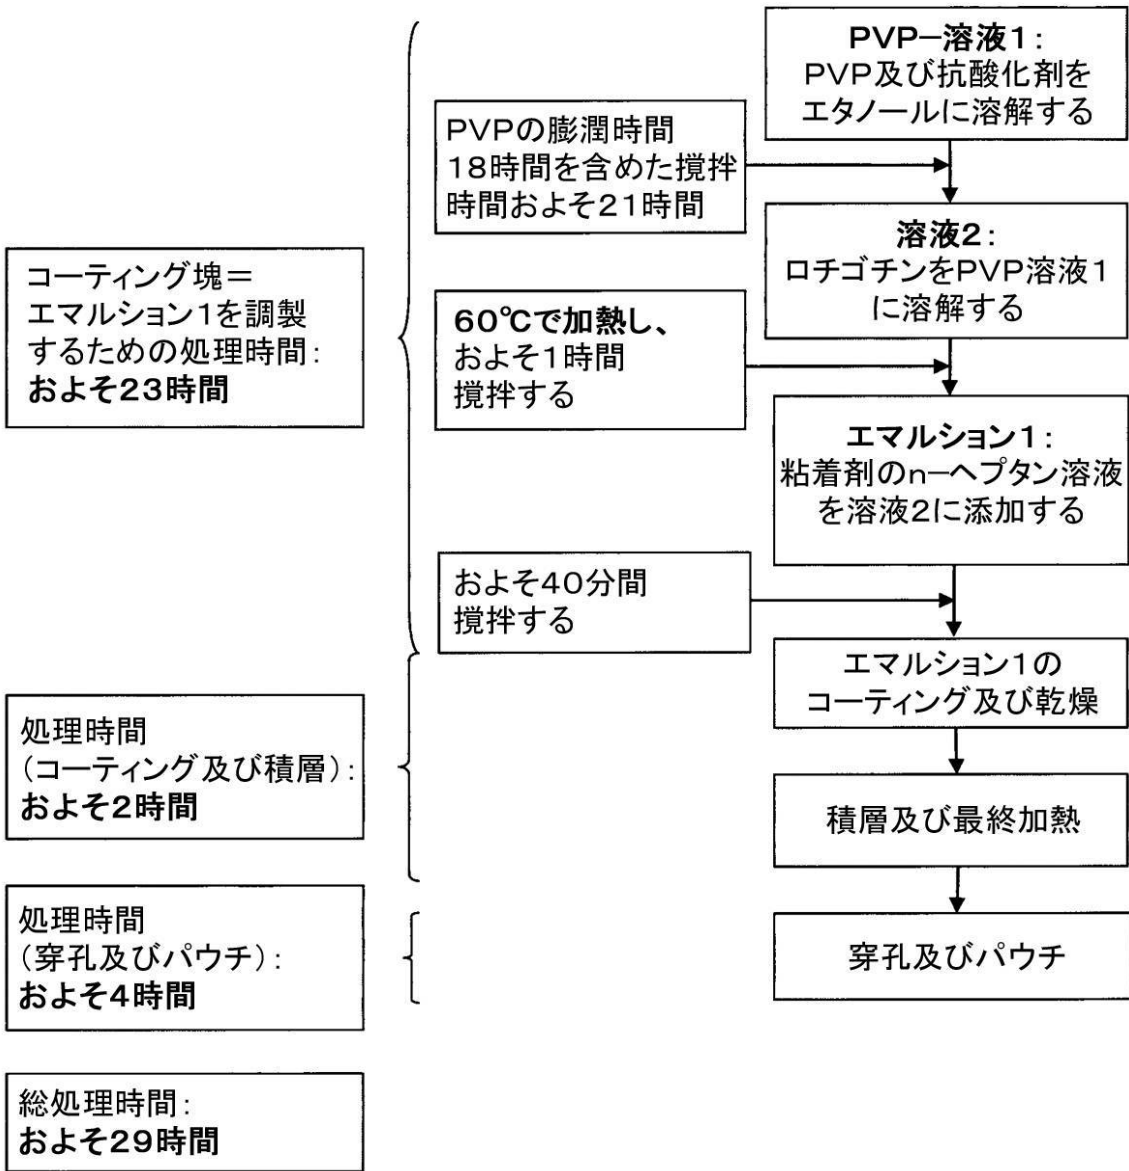 PVP−溶液1:
PVP及び抗酸化剤を
エタノールに溶解する
PVPの膨潤時間
18時間を含めた撹拌
時間およそ21時間
溶液2:
ロチゴチンをPVP溶液1
に溶解する
コーティング塊=
エマルション1を調製
するための処理時間:
およそ23時間
60℃で加熱し、
およそ1時間
撹拌する
エマルション1:
粘着剤のn−ヘプタン溶液
を溶液2に添加する
およそ40分間
撹拌する
エマルション1の
コーティング及び乾燥
処理時間
(コーティング及び積層):
およそ2時間
積層及び最終加熱
処理時間
(穿孔及びパウチ):
およそ4時間
穿孔及びパウチ
総処理時間:
およそ29時間